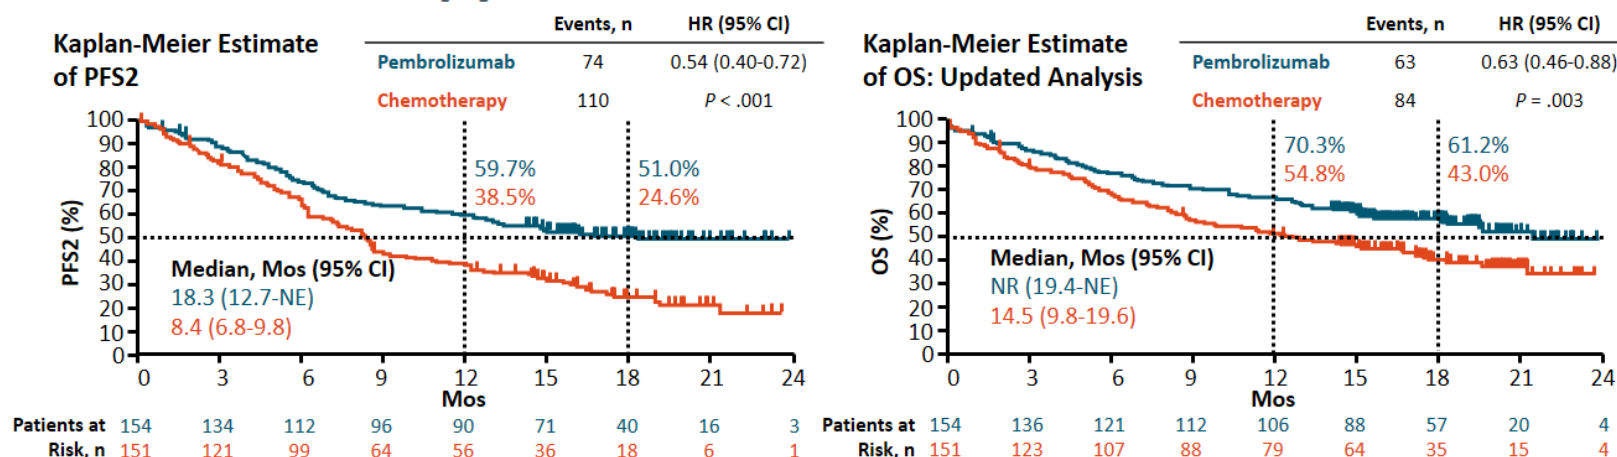 Events, n HR (95% CI)
Kaplan-Meier Estimate
of PFS2
Pembrolizumab 74 0.54 (0.40-0.72)
Chemotherapy 110 P < .001
100
90
80
70
60
50
40
30
20
10
0
PFS2 (%)
59.7%
38.5%
51.0%
24.6%
Median, Mos (95% CI)
18.3 (12.7-NE)
8.4 (6.8-9.8)
0 3 6 9 12 15 18 21 24
Mos
Patients at 154 134 112 96 90 71 40 16 3
Risk, n 151 121 99 64 56 36 18 6 1
Events, n HR (95% CI)
Kaplan-Meier Estimate
of OS: Updated Analysis
Pembrolizumab 63 0.63 (0.46-0.88)
Chemotherapy 84 P = .003
100
90
80
70
60
50
40
30
20
10
0
OS (%)
70.3%
54.8%
61.2%
43.0%
Median, Mos (95% CI)
NR (19.4-NE)
14.5 (9.8-19.6)
0 3 6 9 12 15 18 21 24
Mos
Patients at 154 136 121 112 106 88 57 20 4
Risk, n 151 123 107 88 79 64 35 15 4